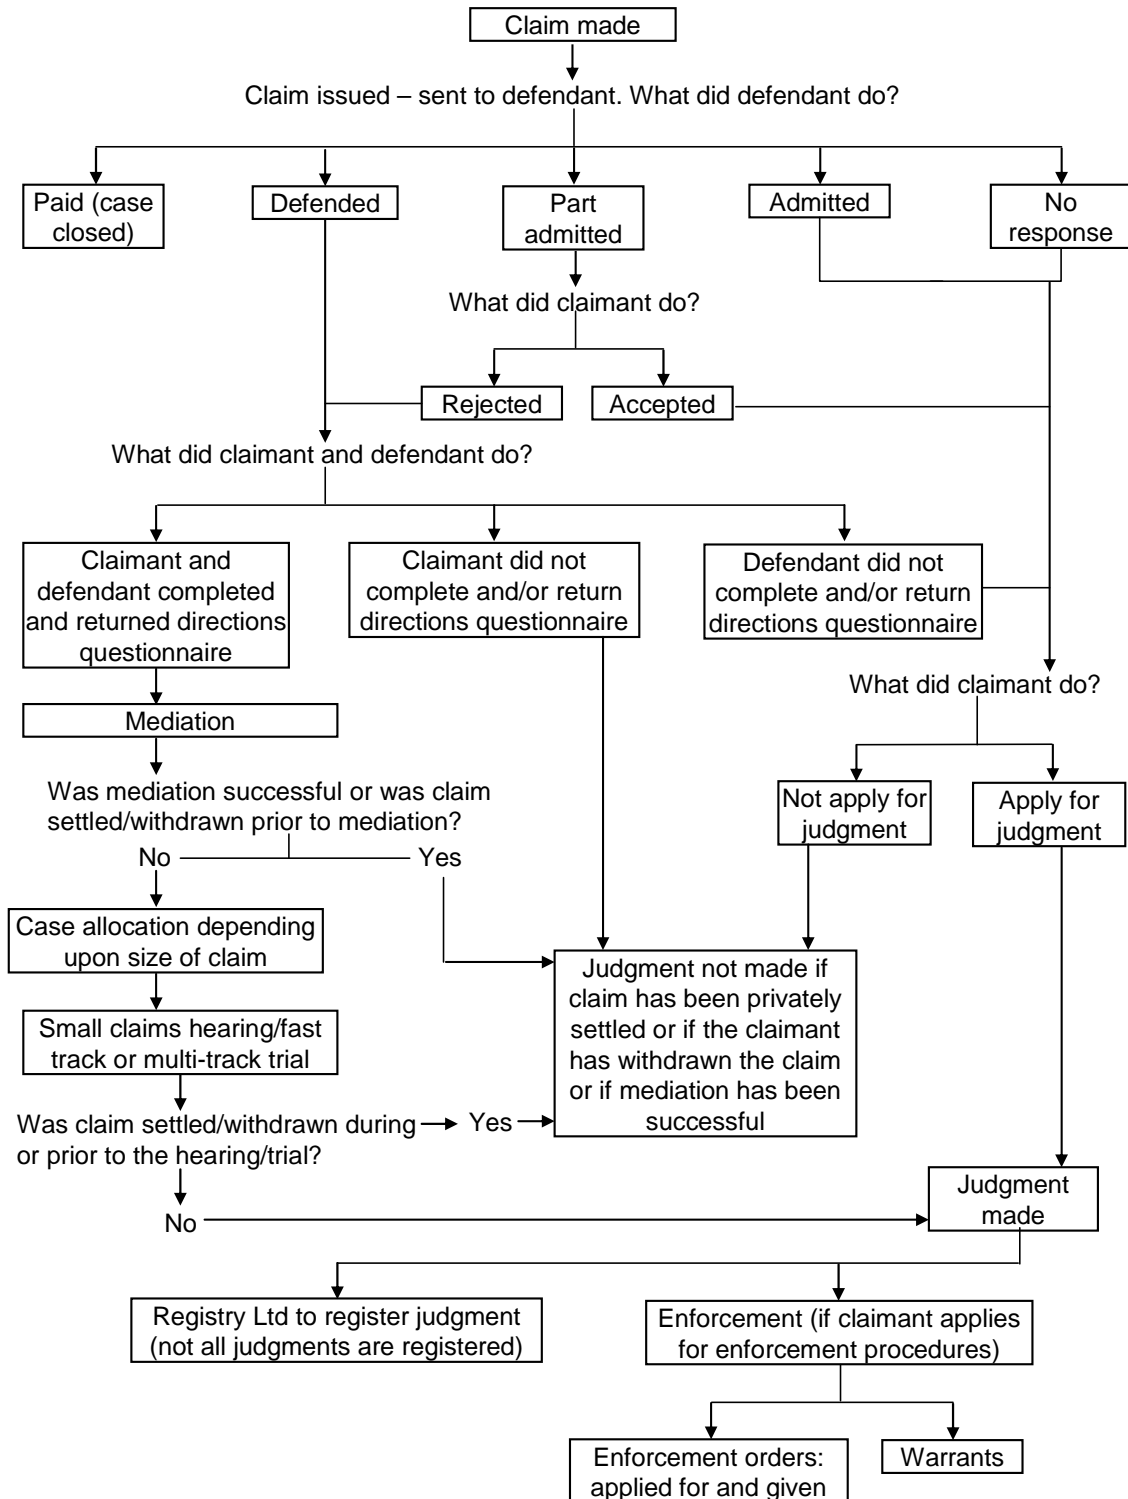 Claim made
Claim issued – sent to defendant. What did defendant do?
Paid (case
closed)
Defended
Part
admitted
Admitted
No
response
What did claimant do?
Rejected
Accepted
What did claimant and defendant do?
Claimant and
defendant completed
and returned directions
questionnaire
Claimant did not
complete and/or return
directions questionnaire
Defendant did not
complete and/or return
directions questionnaire
What did claimant do?
Mediation
Was mediation successful or was claim
settled/withdrawn prior to mediation?
Not apply for
judgment
Apply for
judgment
No
Yes
Case allocation depending
upon size of claim
Judgment not made if
claim has been privately
settled or if the claimant
has withdrawn the claim
or if mediation has been
successful
Small claims hearing/fast
track or multi-track trial
Was claim settled/withdrawn during
or prior to the hearing/trial?
Yes
No
Judgment
made
Registry Ltd to register judgment
(not all judgments are registered)
Enforcement (if claimant applies
for enforcement procedures)
Enforcement orders:
applied for and given
Warrants